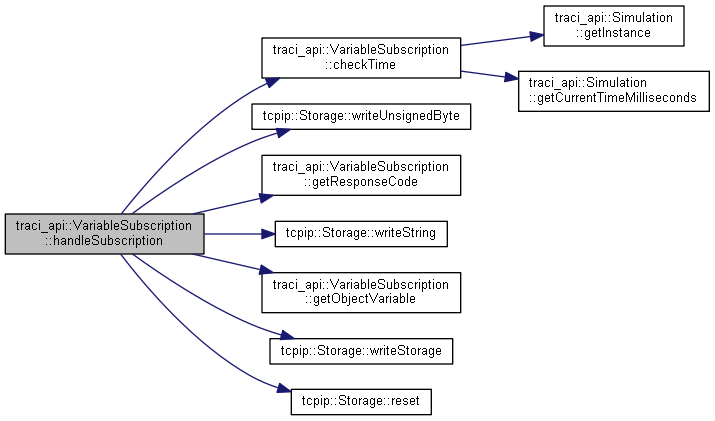 traci_api::VariableSubscription
::handleSubscription
traci_api::VariableSubscription
::checkTime
traci_api::Simulation
::getInstance
traci_api::Simulation
::getCurrentTimeMilliseconds
tcpip::Storage::writeUnsignedByte
traci_api::VariableSubscription
::getResponseCode
tcpip::Storage::writeString
traci_api::VariableSubscription
::getObjectVariable
tcpip::Storage::writeStorage
tcpip::Storage::reset